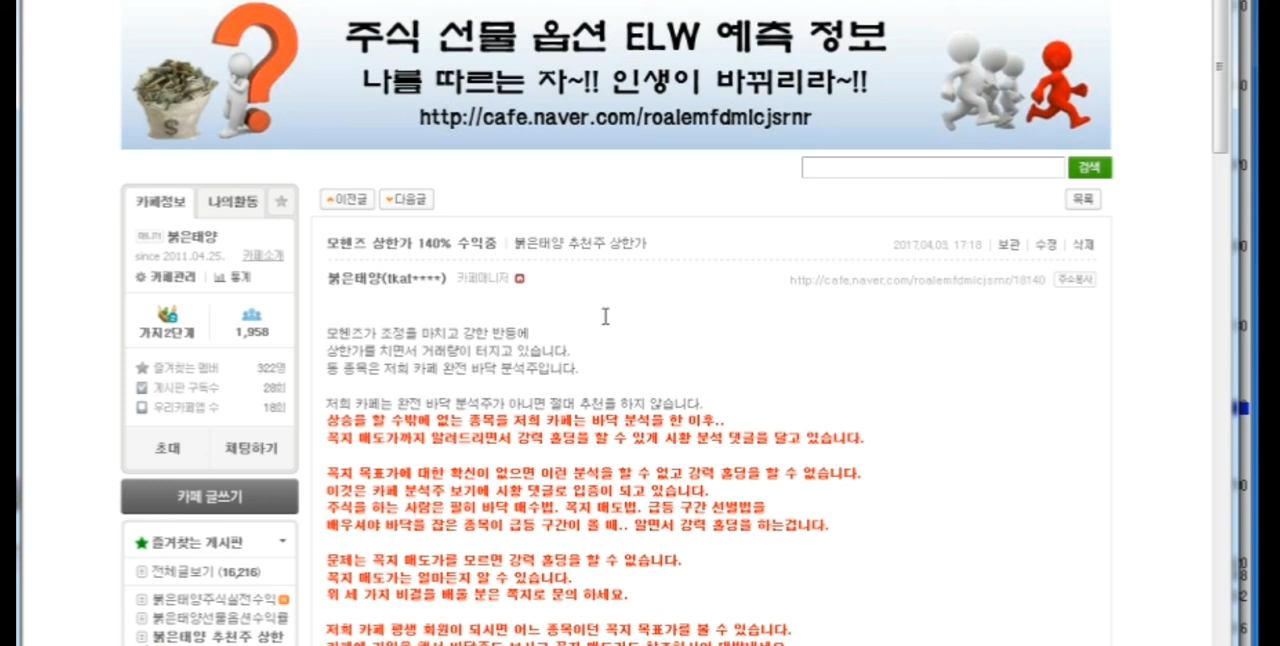 주식 선물 옵션 ELW 예측 정보
나를 따르는 자~!! 인생이 바뀌리라~!!
http://cafe.naver.com/roalemfdmlcjsrnr
검색
카페정보 나의활동
이전글 다음글 목록
모헨즈 상한가 140% 수익중 | 붉은태양 추천주 상한가 2017.04.03. 17:18 | 보관 | 수정 | 삭제
매니저 붉은태양
since 2011.04.25. 카페소개
카페관리 통계
붉은태양(tkat****) 카페매니저 http://cafe.naver.com/roalemfdmlcjsrnr/18140 주소복사
가지2단계 1,958
즐겨찾는 멤버 322명
게시판 구독수 28회
우리카페앱 수 18회
초대 채팅하기
카페 글쓰기
즐겨찾는 게시판
전체글보기 (16,216)
붉은태양주식실전수익
붉은태양선물옵션수익률
붉은태양 추천주 상한
모헨즈가 조정을 마치고 강한 반등에
상한가를 치면서 거래량이 터지고 있습니다.
동 종목은 저희 카페 완전 바닥 분석주입니다.
저희 카페는 완전 바닥 분석주가 아니면 절대 추천을 하지 않습니다.
상승을 할 수밖에 없는 종목을 저희 카페는 바닥 분석을 한 이후..
꼭지 매도가까지 알려드리면서 강력 홀딩을 할 수 있게 시황 분석 댓글을 달고 있습니다.
꼭지 목표가에 대한 확신이 없으면 이런 분석을 할 수 없고 강력 홀딩을 할 수 없습니다.
이것은 카페 분석주 보기에 시황 댓글로 입증이 되고 있습니다.
주식을 하는 사람은 필히 바닥 매수법. 꼭지 매도법. 급등 구간 선별법을
배우셔야 바닥을 잡은 종목이 급등 구간이 올 때.. 알면서 강력 홀딩을 하는겁니다.
문제는 꼭지 매도가를 모르면 강력 홀딩을 할 수 없습니다.
꼭지 매도가는 얼마든지 알 수 있습니다.
위 세 가지 비결을 배울 분은 쪽지로 문의 하세요.
저희 카페 평생 회원이 되시면 어느 종목이던 꼭지 목표가를 볼 수 있습니다.